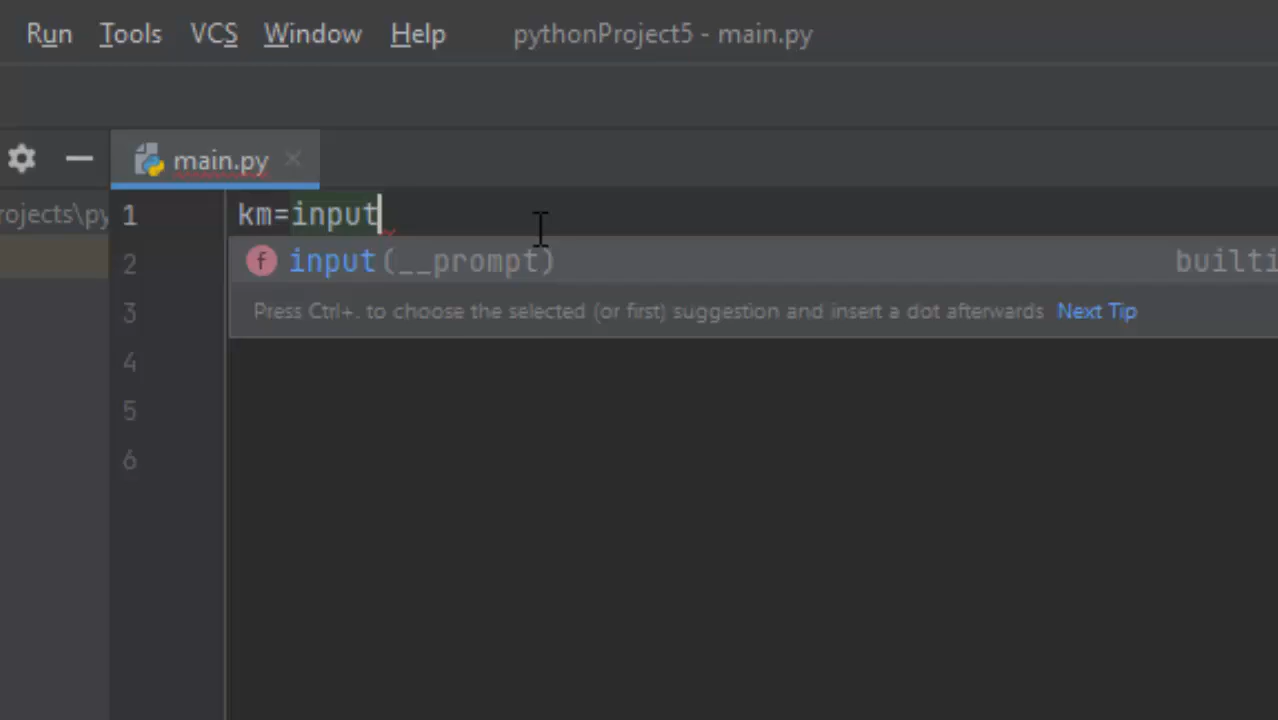 Run Tools VCS Window Help pythonProject5 - main.py
main.py
rojects\py 1 km=input
2 input(__prompt) builti
Press Ctrl+. to choose the selected (or first) suggestion and insert a dot afterwards Next Tip
3
4
5
6